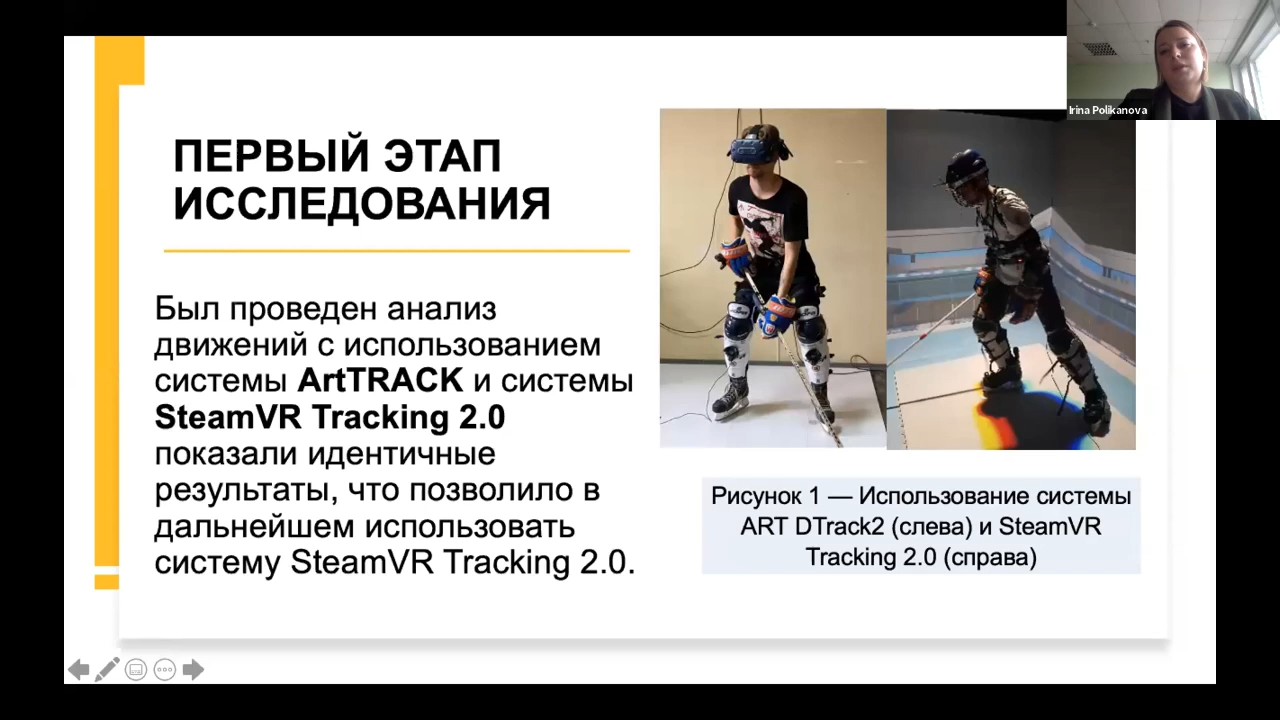 Irina Polikanova
ПЕРВЫЙ ЭТАП
ИССЛЕДОВАНИЯ
Был проведен анализ
движений с использованием
системы ArtTRACK и системы
SteamVR Tracking 2.0
показали идентичные
результаты, что позволило в
дальнейшем использовать
систему SteamVR Tracking 2.0.
Рисунок 1 — Использование системы
ART DTrack2 (слева) и SteamVR
Tracking 2.0 (справа)